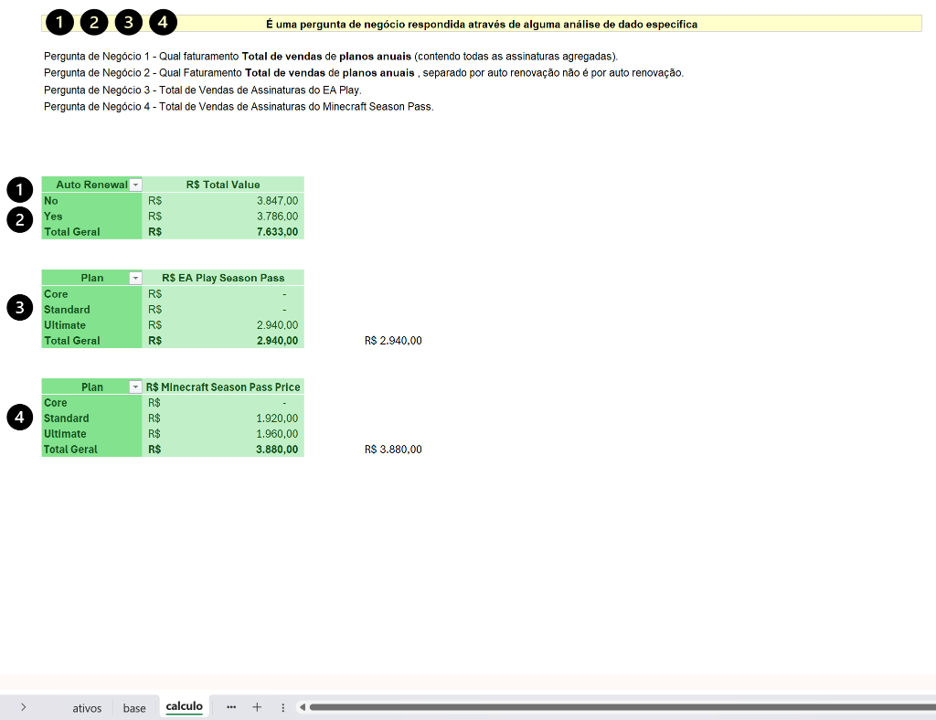 1 2 3 4 É uma pergunta de negócio respondida através de alguma análise de dado especifica
Pergunta de Negócio 1 - Qual faturamento Total de vendas de planos anuais (contendo todas as assinaturas agregadas).
Pergunta de Negócio 2 - Qual Faturamento Total de vendas de planos anuais , separado por auto renovação não é por auto renovação.
Pergunta de Negócio 3 - Total de Vendas de Assinaturas do EA Play.
Pergunta de Negócio 4 - Total de Vendas de Assinaturas do Minecraft Season Pass.
1 Auto Renewal R$ Total Value
No R$ 3.847,00
2 Yes R$ 3.786,00
Total Geral R$ 7.633,00
Plan R$ EA Play Season Pass
Core R$ -
3 Standard R$ -
Ultimate R$ 2.940,00
Total Geral R$ 2.940,00 R$ 2.940,00
Plan R$ Minecraft Season Pass Price
Core R$ -
4 Standard R$ 1.920,00
Ultimate R$ 1.960,00
Total Geral R$ 3.880,00 R$ 3.880,00
ativos base calculo